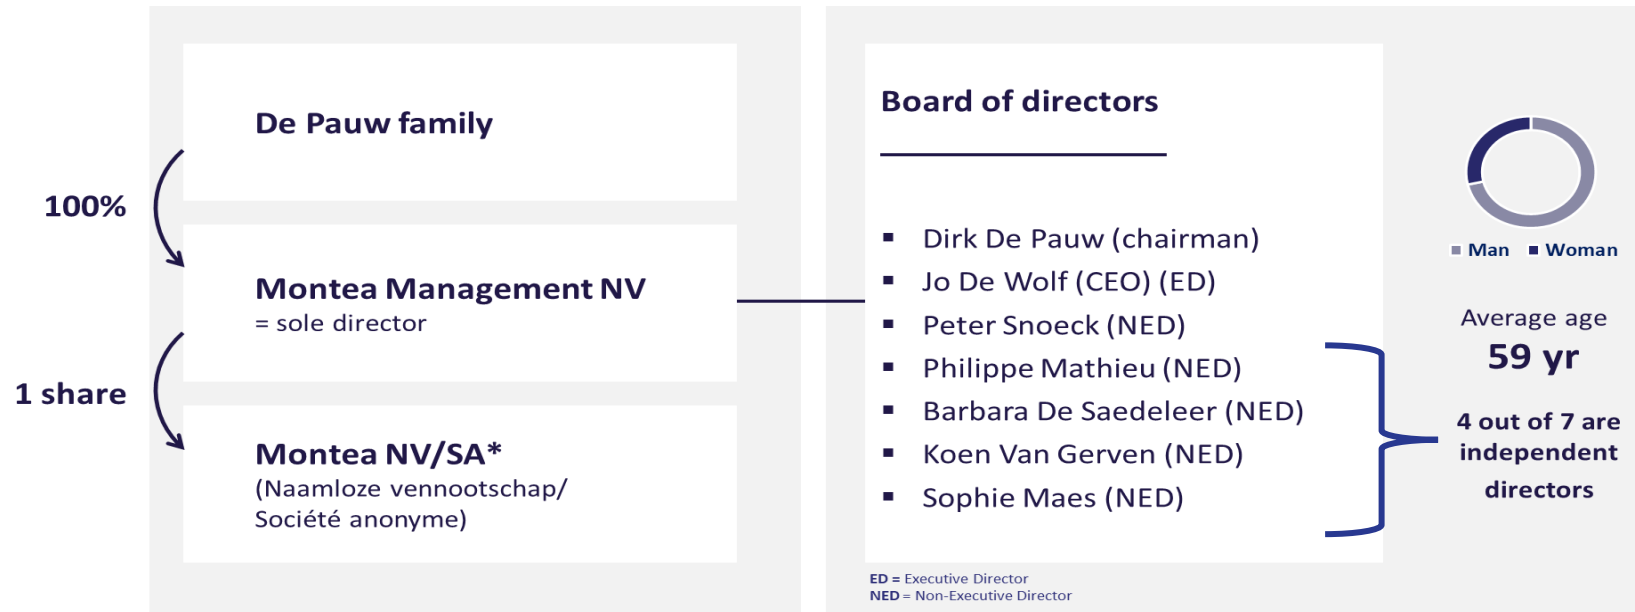 De Pauw family
100%
Montea Management NV
= sole director
1 share
Montea NV/SA*
(Naamloze vennootschap/
Société anonyme)
Board of directors
▪ Dirk De Pauw (chairman)
▪ Jo De Wolf (CEO) (ED)
▪ Peter Snoeck (NED)
▪ Philippe Mathieu (NED)
▪ Barbara De Saedeleer (NED)
▪ Koen Van Gerven (NED)
▪ Sophie Maes (NED)
ED = Executive Director
NED = Non-Executive Director
Man Woman
Average age
59 yr
4 out of 7 are
independent
directors